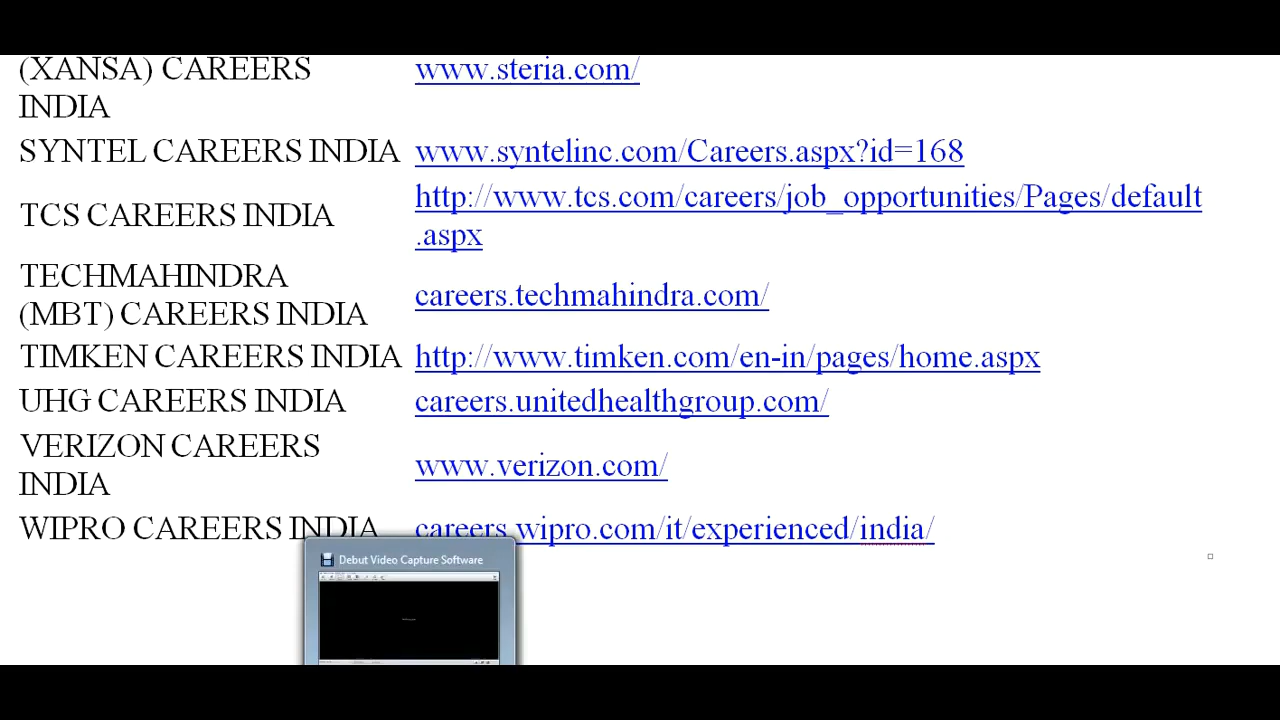 (XANSA) CAREERS
INDIA
www.steria.com/
SYNTEL CAREERS INDIA
www.syntelinc.com/Careers.aspx?id=168
TCS CAREERS INDIA
http://www.tcs.com/careers/job_opportunities/Pages/default
.aspx
TECHMAHINDRA
(MBT) CAREERS INDIA
careers.techmahindra.com/
TIMKEN CAREERS INDIA
http://www.timken.com/en-in/pages/home.aspx
UHG CAREERS INDIA
careers.unitedhealthgroup.com/
VERIZON CAREERS
INDIA
www.verizon.com/
WIPRO CAREERS INDIA
careers.wipro.com/it/experienced/india/
Debut Video Capture Software